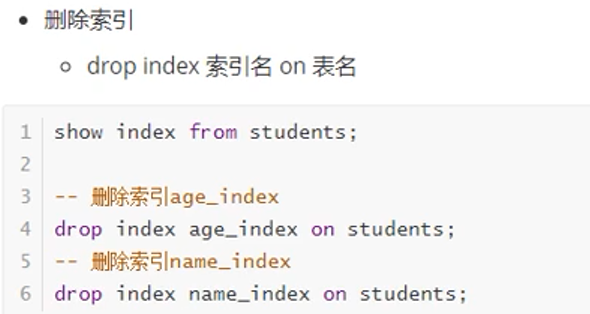 删除索引
drop index 索引名 on 表名
1 show index from students;
2
3 -- 删除索引age_index
4 drop index age_index on students;
5 -- 删除索引name_index
6 drop index name_index on students;